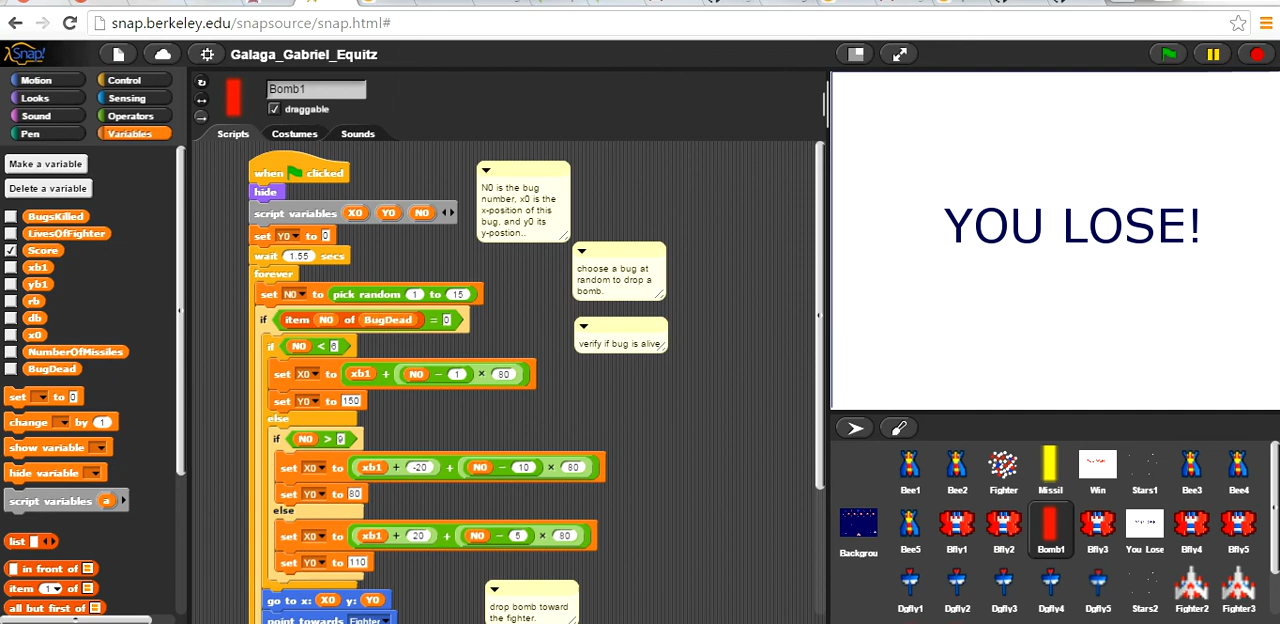 snap.berkeley.edu/snapsource/snap.html#
Snap!
Galaga_Gabriel_Equitz
Motion
Control
Looks
Sensing
Sound
Operators
Pen
Variables
Bomb1
draggable
Scripts
Costumes
Sounds
Make a variable
Delete a variable
BugsKilled
LivesOfFighter
Score
xb1
yb1
rb
db
x0
NumberOfMissiles
BugDead
set to 0
change by 1
show variable
hide variable
script variables a
list
in front of
item 1 of
all but first of
when clicked
hide
script variables X0 Y0 N0
set Y0 to 0
wait 1.55 secs
forever
set N0 to pick random 1 to 15
if item N0 of BugDead = 0
if N0 < 6
set X0 to xb1 + N0 - 1 × 80
set Y0 to 150
else
if N0 > 9
set X0 to xb1 + -20 + N0 - 10 × 80
set Y0 to 80
else
set X0 to xb1 + 20 + N0 - 6 × 80
set Y0 to 110
go to x: X0 y: Y0
point towards Fighter
N0 is the bug
number, x0 is the
x-position of this
bug, and y0 its
y-postion..
choose a bug at
random to drop a
bomb.
verify if bug is alive
drop bomb toward
the fighter.
YOU LOSE!
Bee1
Bee2
Fighter
Missil
Win
Stars1
Bee3
Bee4
Backgrou
Bee5
Bfly1
Bfly2
Bomb1
Bfly3
You Lose
Bfly4
Bfly5
Dgfly1
Dgfly2
Dgfly3
Dgfly4
Dgfly5
Stars2
Fighter2
Fighter3